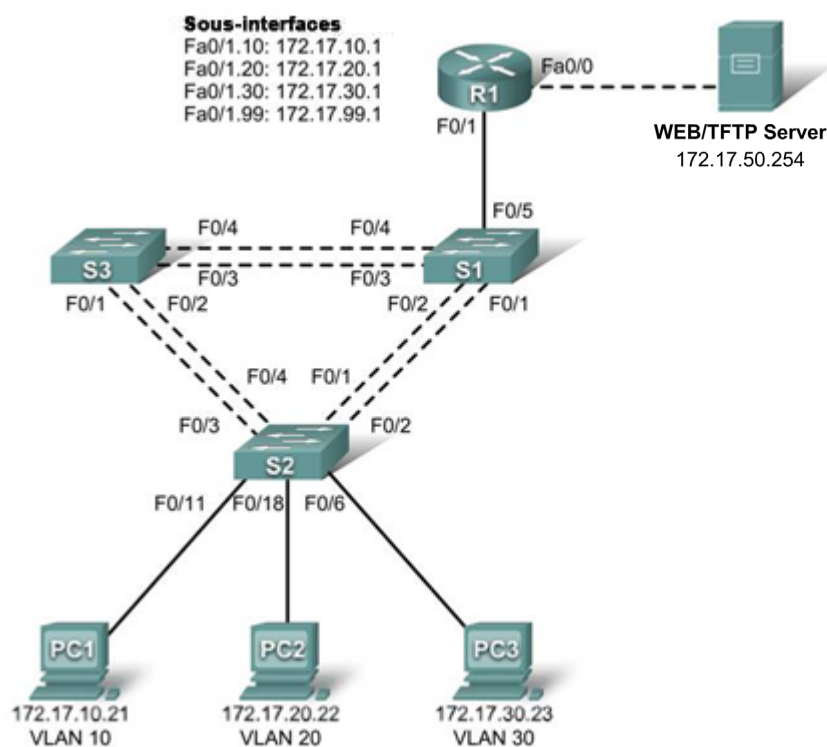 Sous-interfaces
Fa0/1.10: 172.17.10.1
Fa0/1.20: 172.17.20.1
Fa0/1.30: 172.17.30.1
Fa0/1.99: 172.17.99.1
R1
Fa0/0
F0/1
WEB/TFTP Server
172.17.50.254
F0/5
F0/4
F0/4
S3
F0/3
F0/3
S1
F0/1
F0/2
F0/2
F0/1
F0/4
F0/1
F0/3
F0/2
S2
F0/11
F0/18
F0/6
PC1
PC2
PC3
172.17.10.21
VLAN 10
172.17.20.22
VLAN 20
172.17.30.23
VLAN 30